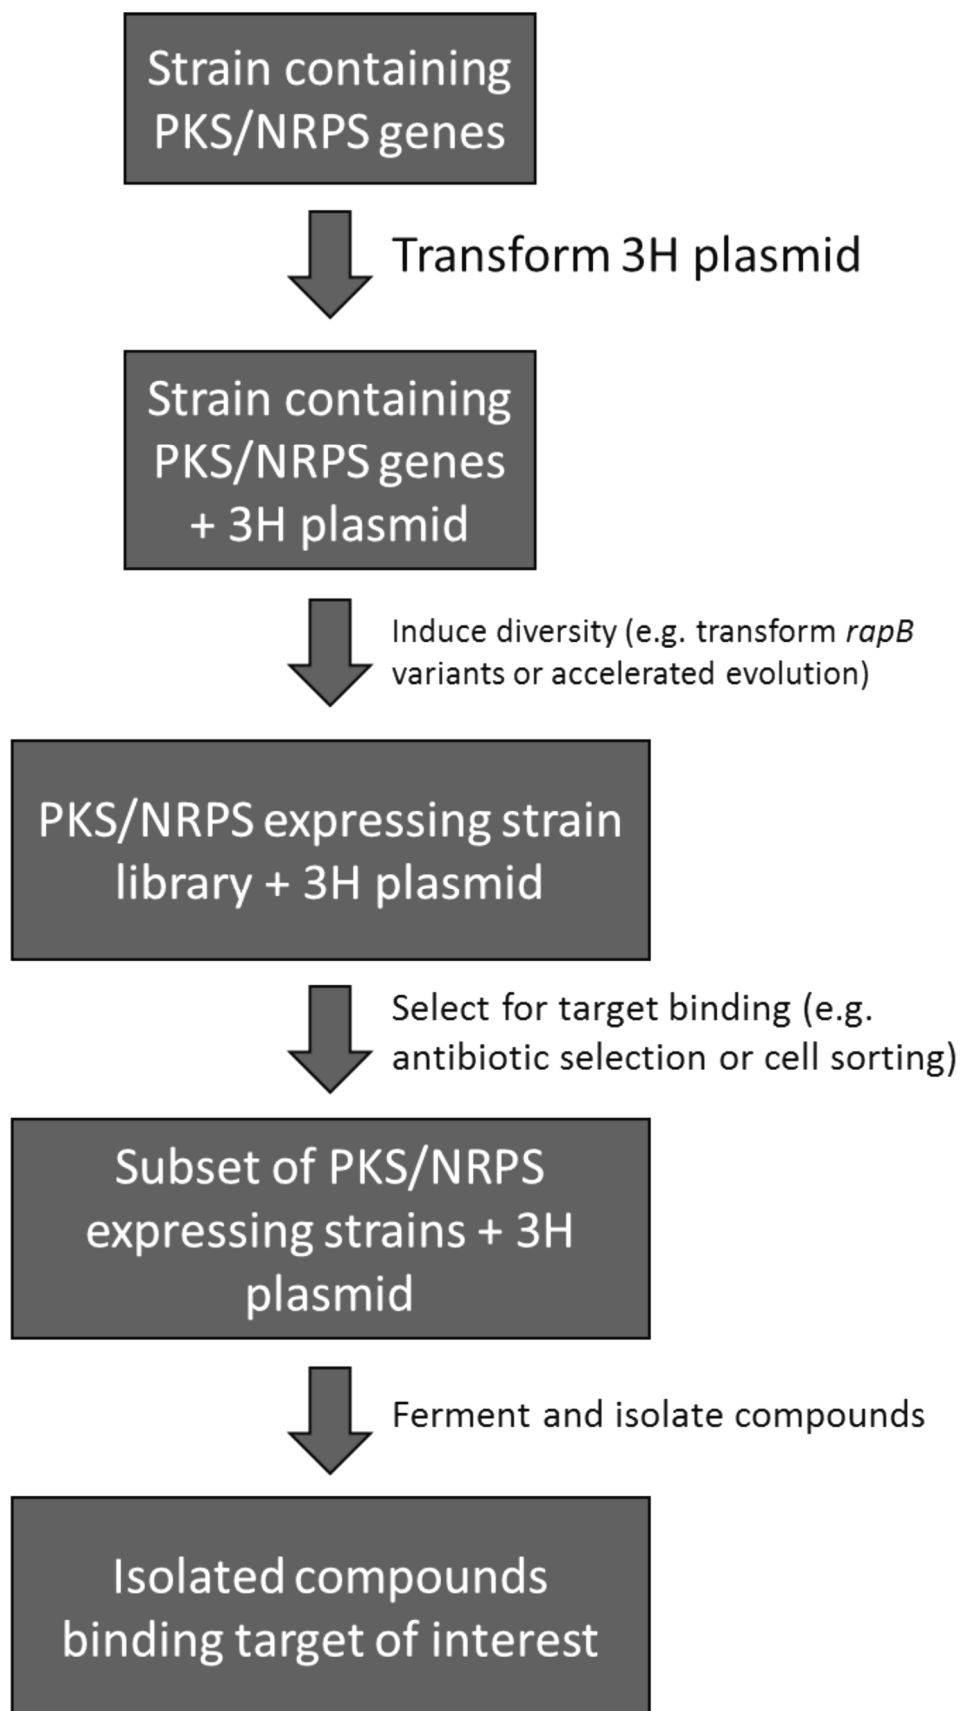 Strain containing
PKS/NRPS genes
Transform 3H plasmid
Strain containing
PKS/NRPS genes
+ 3H plasmid
Induce diversity (e.g. transform rapB
variants or accelerated evolution)
PKS/NRPS expressing strain
library + 3H plasmid
Select for target binding (e.g.
antibiotic selection or cell sorting)
Subset of PKS/NRPS
expressing strains + 3H
plasmid
Ferment and isolate compounds
Isolated compounds
binding target of interest